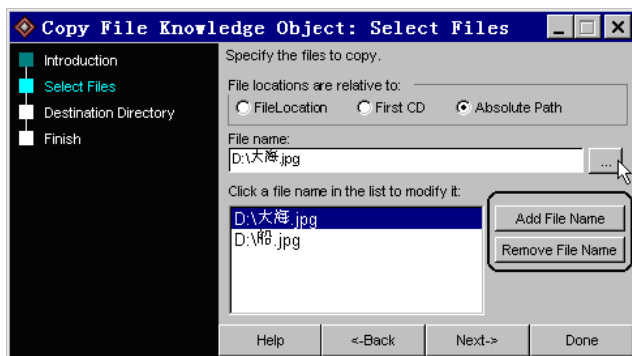 Copy File Knowledge Object: Select Files
Introduction
Select Files
Destination Directory
Finish
Specify the files to copy.
File locations are relative to:
FileLocation First CD Absolute Path
File name:
D:\大海.jpg
...
Click a file name in the list to modify it:
D:\大海.jpg
D:\船.jpg
Add File Name
Remove File Name
Help <-Back Next-> Done